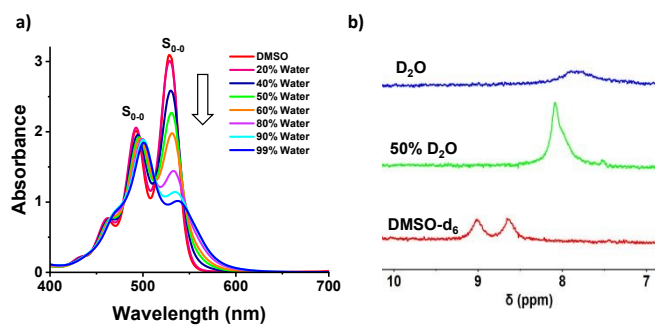 a)
S0-0
S0-0
DMSO
20% Water
40% Water
50% Water
60% Water
80% Water
90% Water
99% Water
3
2
1
0
Absorbance
400 500 600 700
Wavelength (nm)
b)
D2O
50% D2O
DMSO-d6
10 9 8 7
δ (ppm)